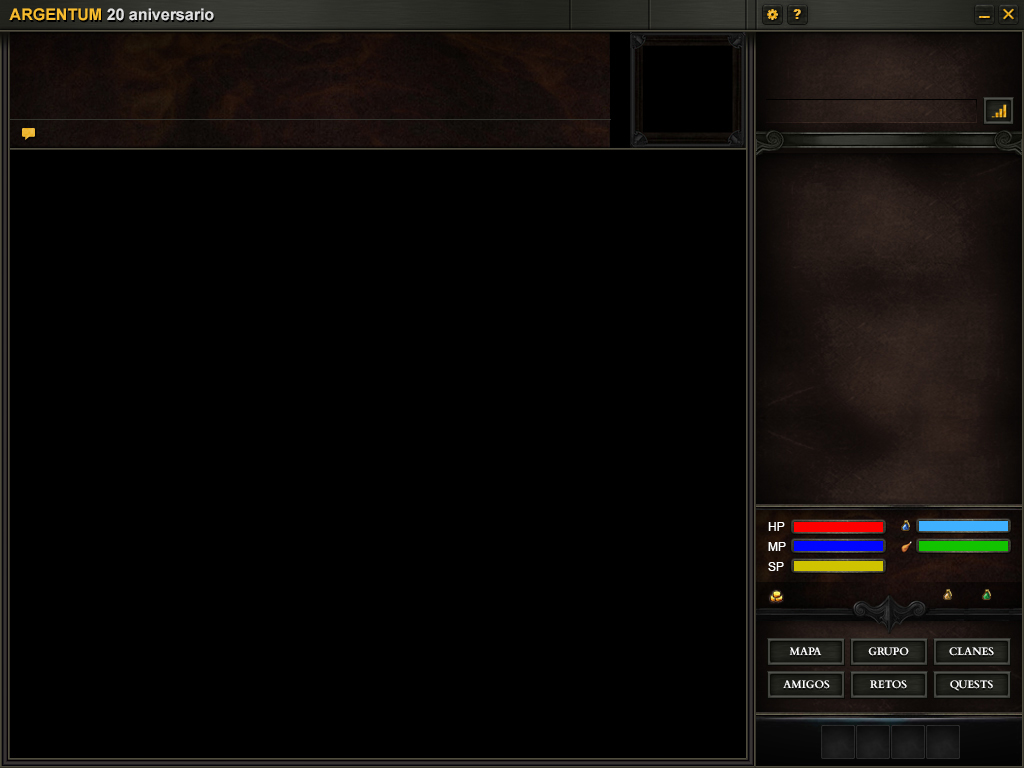 ARGENTUM 20 aniversario
?
HP
MP
SP
MAPA GRUPO CLANES
AMIGOS RETOS QUESTS